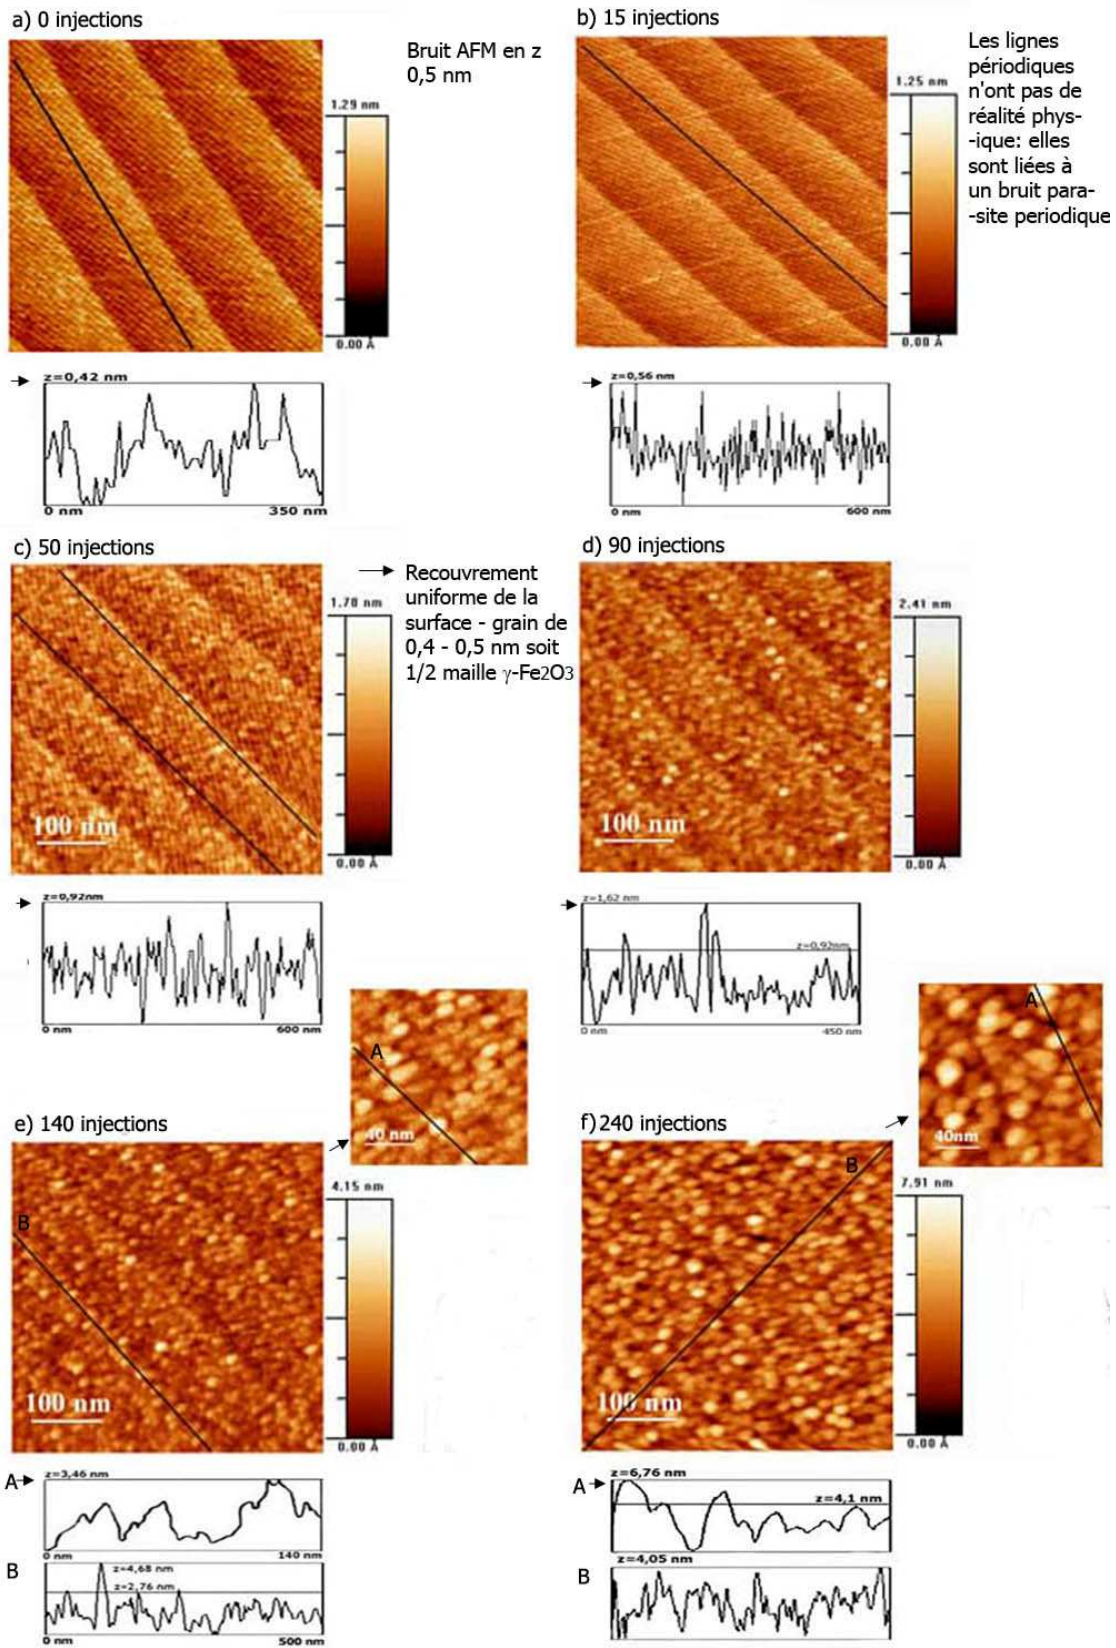 a) 0 injections
Bruit AFM en z
0,5 nm
1.29 nm
0.00 Å
z=0,42 nm
0 nm
350 nm
b) 15 injections
Les lignes
périodiques
n'ont pas de
réalité phys-
-ique: elles
sont liées à
un bruit para-
-site periodique
1.25 nm
0.00 Å
z=0,56 nm
0 nm
600 nm
c) 50 injections
Recouvrement
uniforme de la
surface - grain de
0,4 - 0,5 nm soit
1/2 maille γ-Fe2O3
1.78 nm
0.00 Å
100 nm
z=0,92nm
0 nm
600 nm
d) 90 injections
2.41 nm
0.00 Å
100 nm
z=1,62 nm
z=0,92nm
0 nm
450 nm
e) 140 injections
A
40 nm
B
4.15 nm
0.00 Å
100 nm
A
z=3,46 nm
0 nm
140 nm
B
z=4,68 nm
z=2,76 nm
0 nm
500 nm
f) 240 injections
A
40nm
B
7.91 nm
0.00 Å
100 nm
A
z=6,76 nm
z=4,1 nm
z=4,05 nm
B